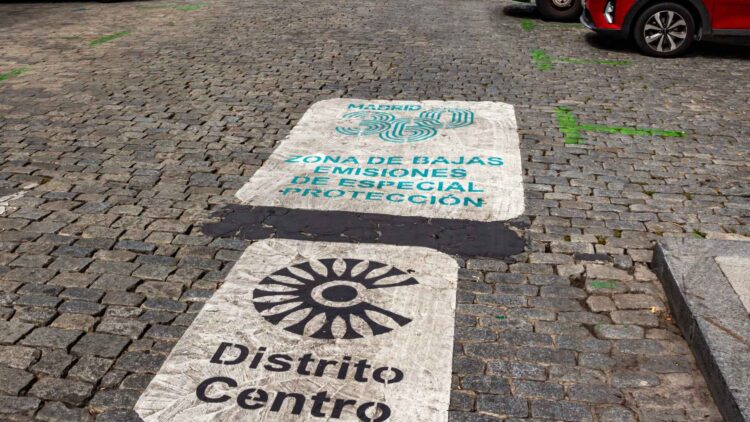 MADRID
360
ZONA DE BAJAS
EMISIONES
DE ESPECIAL
PROTECCIÓN
Distrito
Centro